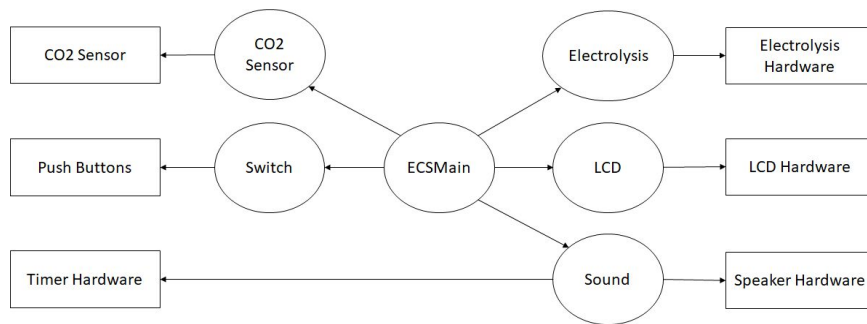 CO2 Sensor
CO2
Sensor
Electrolysis
Electrolysis
Hardware
Push Buttons
Switch
ECSMain
LCD
LCD Hardware
Timer Hardware
Sound
Speaker Hardware